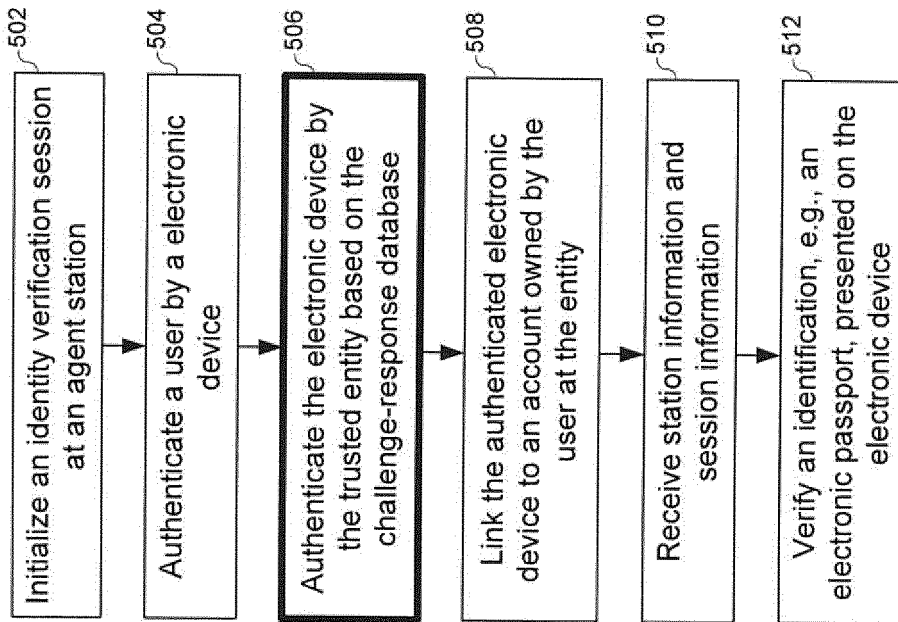 502
Initialize an identity verification session
at an agent station
504
Authenticate a user by a electronic
device
506
Authenticate the electronic device by
the trusted entity based on the
challenge-response database
508
Link the authenticated electronic
device to an account owned by the
user at the entity
510
Receive station information and
session information
512
Verify an identification, e.g., an
electronic passport, presented on the
electronic device